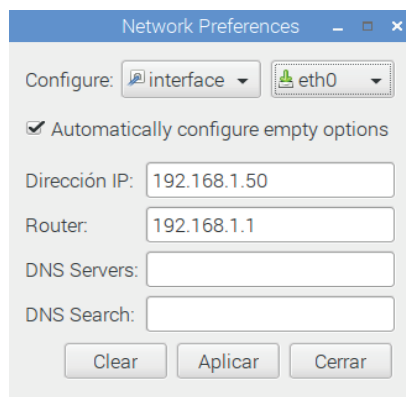 Network Preferences
Configure: interface eth0
Automatically configure empty options
Dirección IP: 192.168.1.50
Router: 192.168.1.1
DNS Servers:
DNS Search:
Clear Aplicar Cerrar